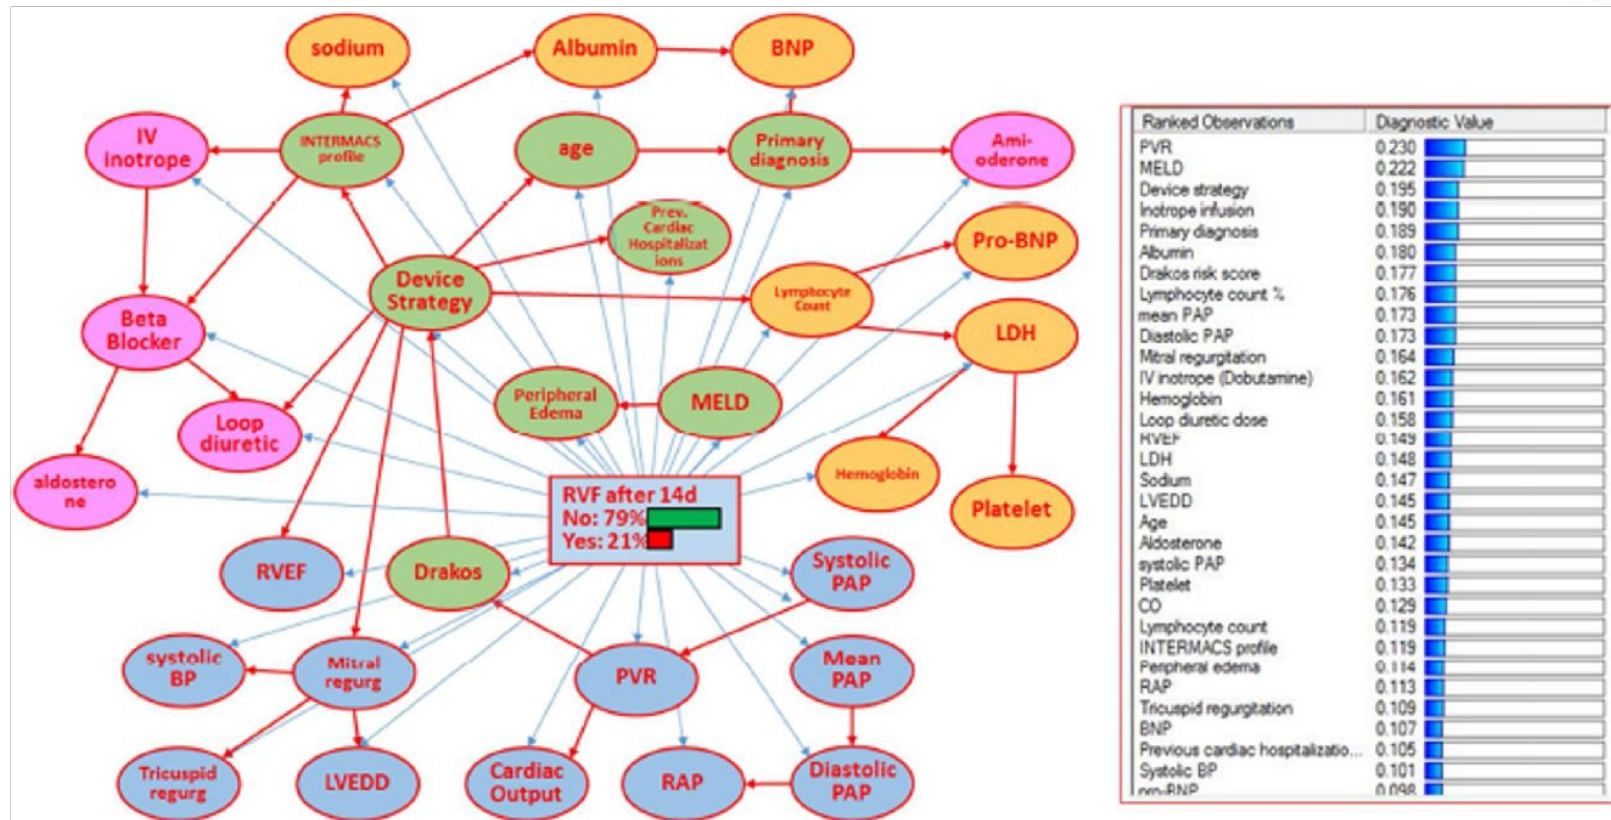 sodium
Albumin
BNP
IV
inotrope
INTERMACS
profile
age
Primary
diagnosis
Ami-
oderone
Prev.
Cardiac
Hospitalizat
ions
Pro-BNP
Device
Strategy
Lymphocyte
Count
Beta
Blocker
LDH
Peripheral
Edema
MELD
Loop
diuretic
aldostero
ne
Hemoglobin
Platelet
RVF after 14d
No: 79%
Yes: 21%
RVEF
Drakos
Systolic
PAP
systolic
BP
Mitral
regurg
PVR
Mean
PAP
Tricuspid
regurg
LVEDD
Cardiac
Output
RAP
Diastolic
PAP
Ranked Observations Diagnostic Value
PVR 0.230
MELD 0.222
Device strategy 0.195
Inotrope infusion 0.190
Primary diagnosis 0.189
Albumin 0.180
Drakos risk score 0.177
Lymphocyte count % 0.176
mean PAP 0.173
Diastolic PAP 0.173
Mitral regurgitation 0.164
IV inotrope (Dobutamine) 0.162
Hemoglobin 0.161
Loop diuretic dose 0.158
RVEF 0.149
LDH 0.148
Sodium 0.147
LVEDD 0.145
Age 0.145
Aldosterone 0.142
systolic PAP 0.134
Platelet 0.133
CO 0.129
Lymphocyte count 0.119
INTERMACS profile 0.119
Peripheral edema 0.114
RAP 0.113
Tricuspid regurgitation 0.109
BNP 0.107
Previous cardiac hospitalizatio... 0.105
Systolic BP 0.101
pro-BNP 0.098